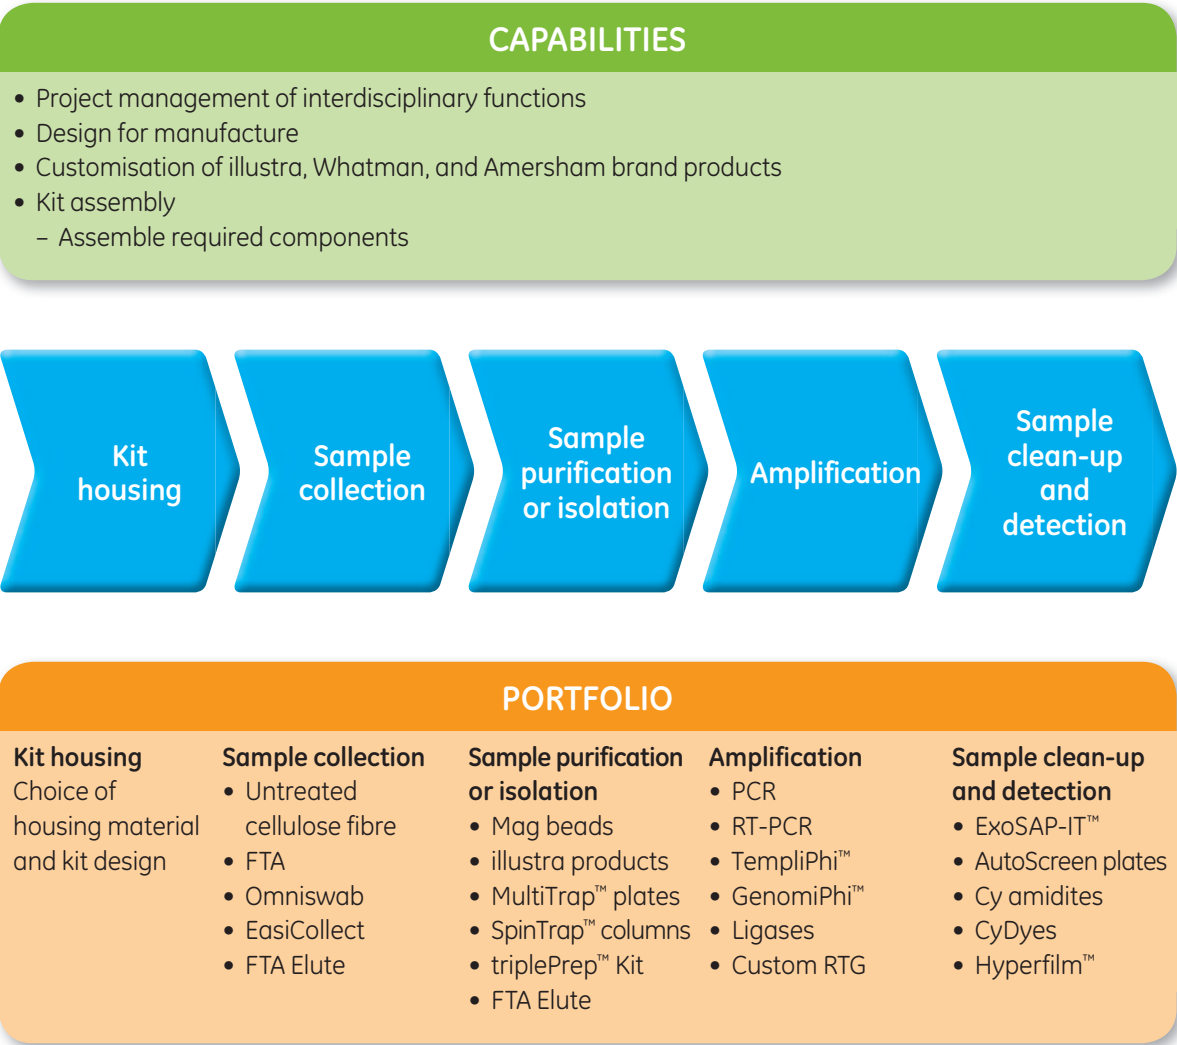 CAPABILITIES
• Project management of interdisciplinary functions
• Design for manufacture
• Customisation of illustra, Whatman, and Amersham brand products
• Kit assembly
– Assemble required components
Kit
housing
Sample
collection
Sample
purification
or isolation
Amplification
Sample
clean-up
and
detection
PORTFOLIO
Kit housing
Choice of
housing material
and kit design
Sample collection
• Untreated
cellulose fibre
• FTA
• Omniswab
• EasiCollect
• FTA Elute
Sample purification
or isolation
• Mag beads
• illustra products
• MultiTrap™ plates
• SpinTrap™ columns
• triplePrep™ Kit
• FTA Elute
Amplification
• PCR
• RT-PCR
• TempliPhi™
• GenomiPhi™
• Ligases
• Custom RTG
Sample clean-up
and detection
• ExoSAP-IT™
• AutoScreen plates
• Cy amidites
• CyDyes
• Hyperfilm™